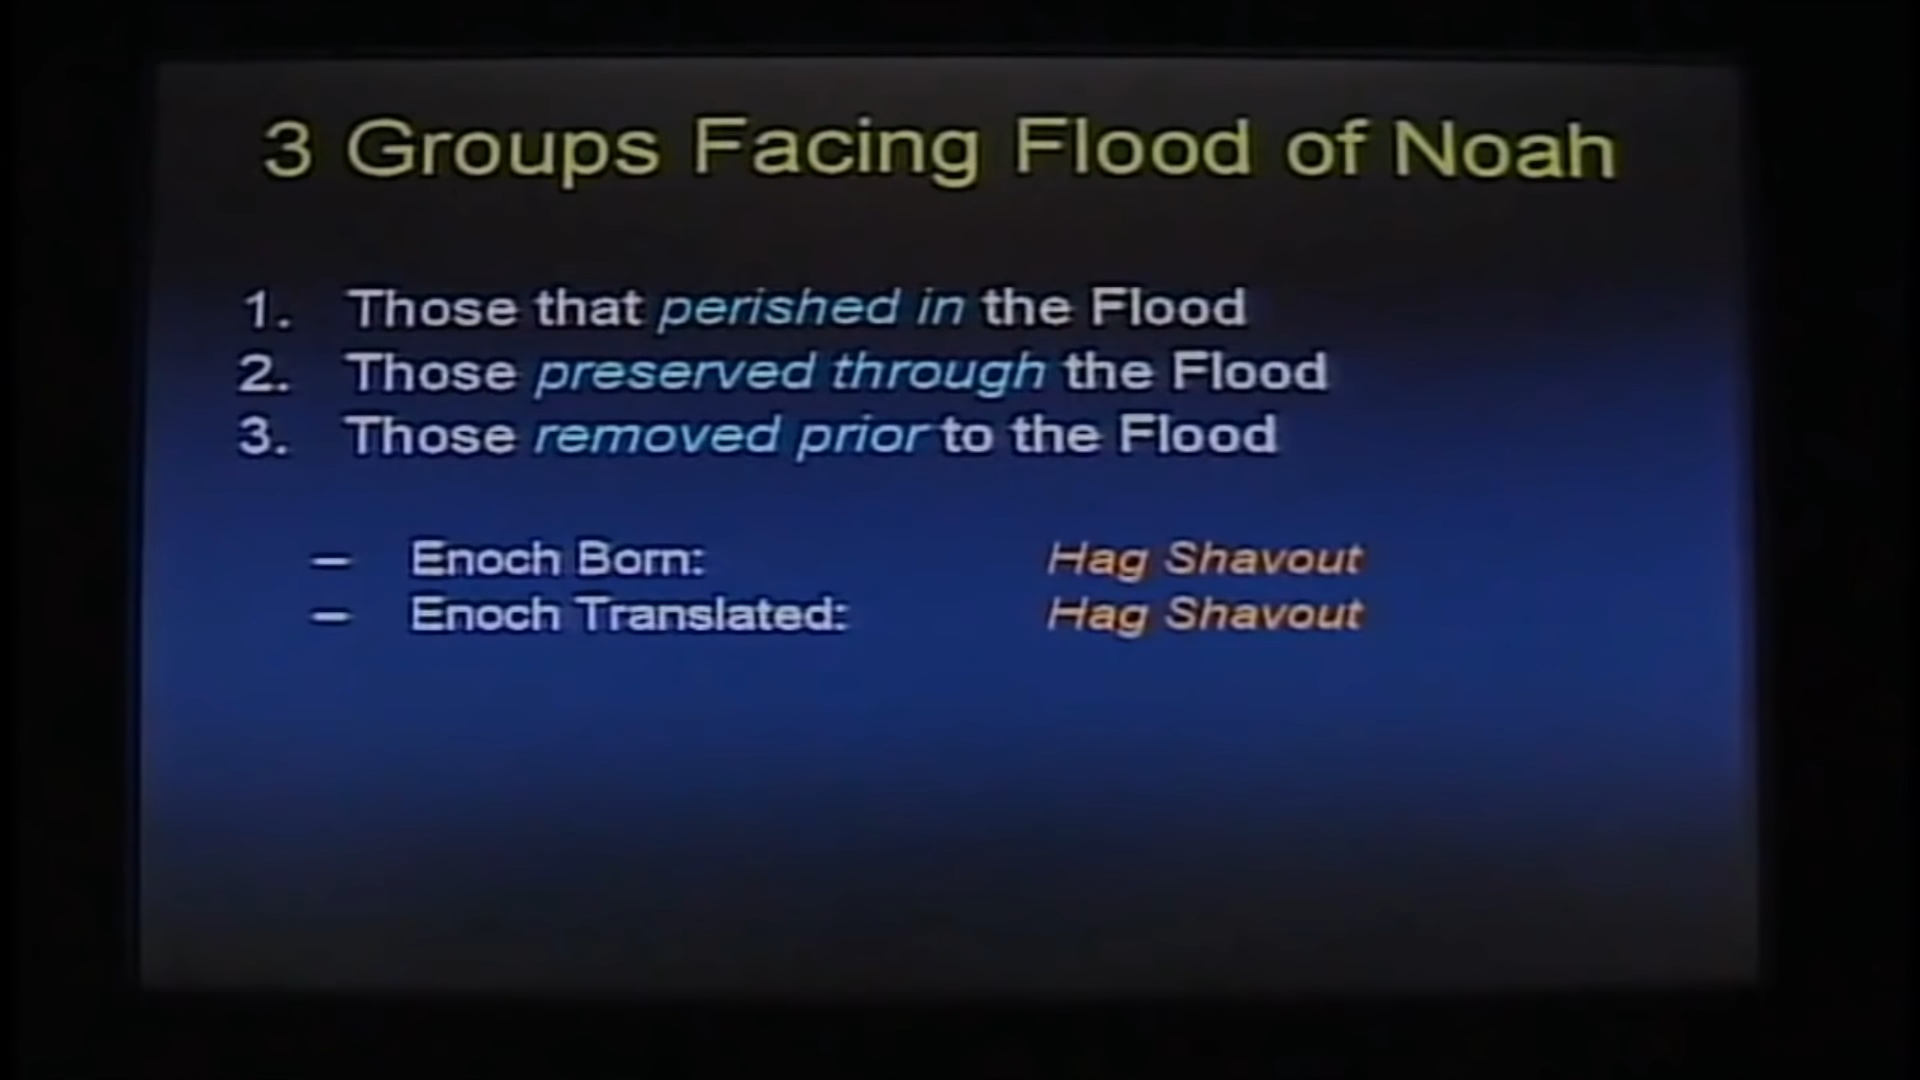 3 Groups Facing Flood of Noah
1. Those that perished in the Flood
2. Those preserved through the Flood
3. Those removed prior to the Flood
– Enoch Born: Hag Shavout
– Enoch Translated: Hag Shavout